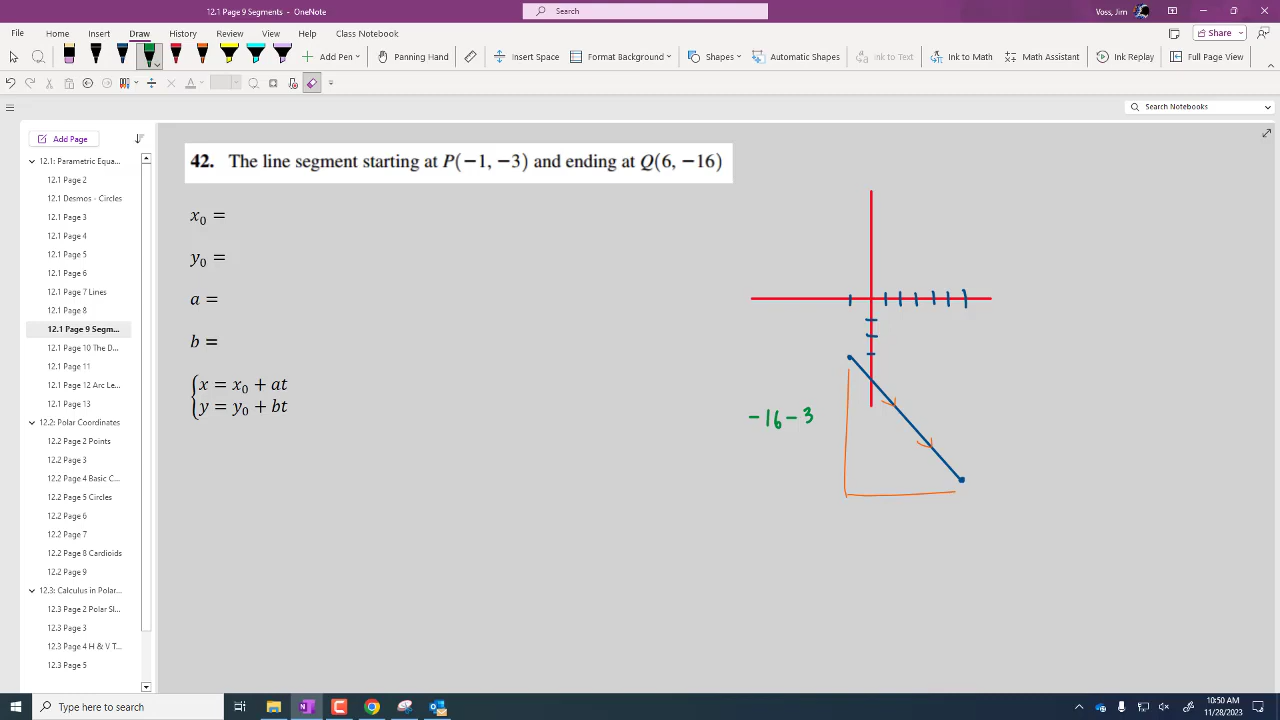 12.1 Page 9 Segments - OneNote
Search
Voss, Jim
File Home Insert Draw History Review View Help Class Notebook
Share
Add Pen
Panning Hand
Insert Space
Format Background
Shapes
Automatic Shapes
Ink to Text
Ink to Math
Math Assistant
Ink Replay
Full Page View
Search Notebooks
Add Page
12.1: Parametric Equa...
12.1 Page 2
12.1 Desmos - Circles
12.1 Page 3
12.1 Page 4
12.1 Page 5
12.1 Page 6
12.1 Page 7 Lines
12.1 Page 8
12.1 Page 9 Segm...
12.1 Page 10 The D...
12.1 Page 11
12.1 Page 12 Arc Le...
12.1 Page 13
12.2: Polar Coordinates
12.2 Page 2 Points
12.2 Page 3
12.2 Page 4 Basic C...
12.2 Page 5 Circles
12.2 Page 6
12.2 Page 7
12.2 Page 8 Cardioids
12.2 Page 9
12.3: Calculus in Polar...
12.3 Page 2 Polar Sl...
12.3 Page 3
12.3 Page 4 H & V T...
12.3 Page 5
42. The line segment starting at P(−1, −3) and ending at Q(6, −16)
x₀ =
y₀ =
a =
b =
x = x₀ + at
y = y₀ + bt
-16-3
Type here to search
10:50 AM
11/28/2023